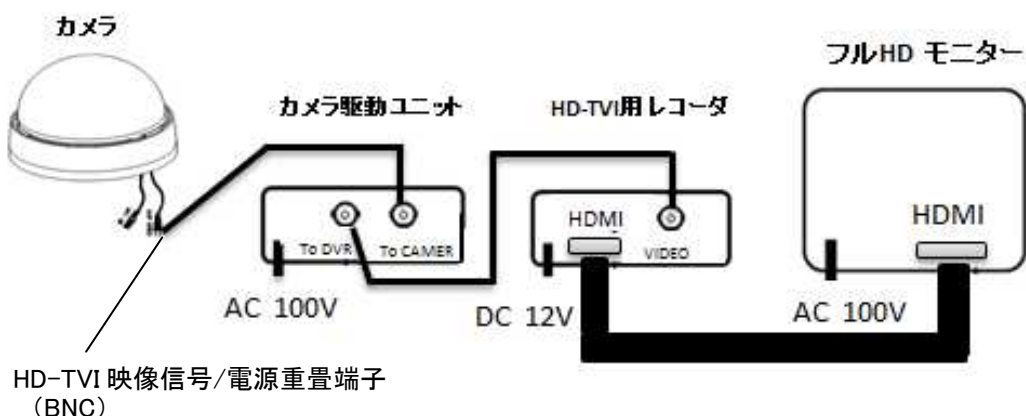 カメラ
カメラ駆動ユニット
HD-TVI用レコーダ
フルHD モニター
To DVR
To CAMER
AC 100V
HDMI
VIDEO
DC 12V
HDMI
AC 100V
HD-TVI 映像信号/電源重畳端子
(BNC)